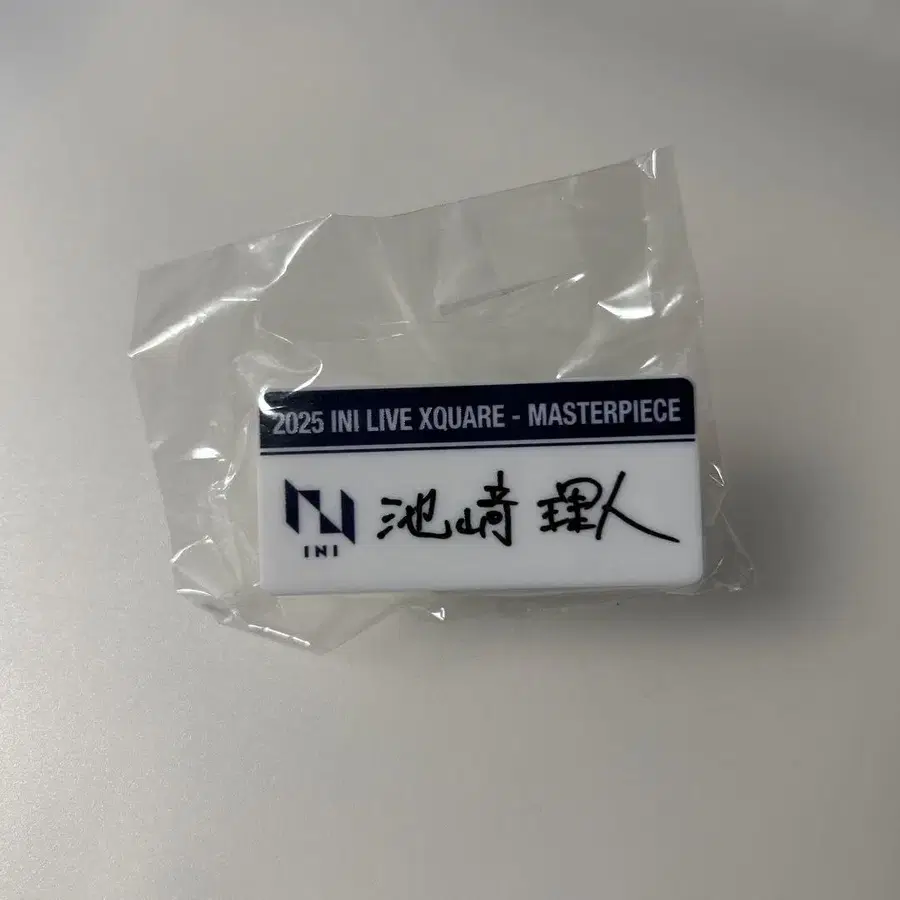 2025 INI LIVE XQUARE - MASTERPIECE
INI
池﨑 理人